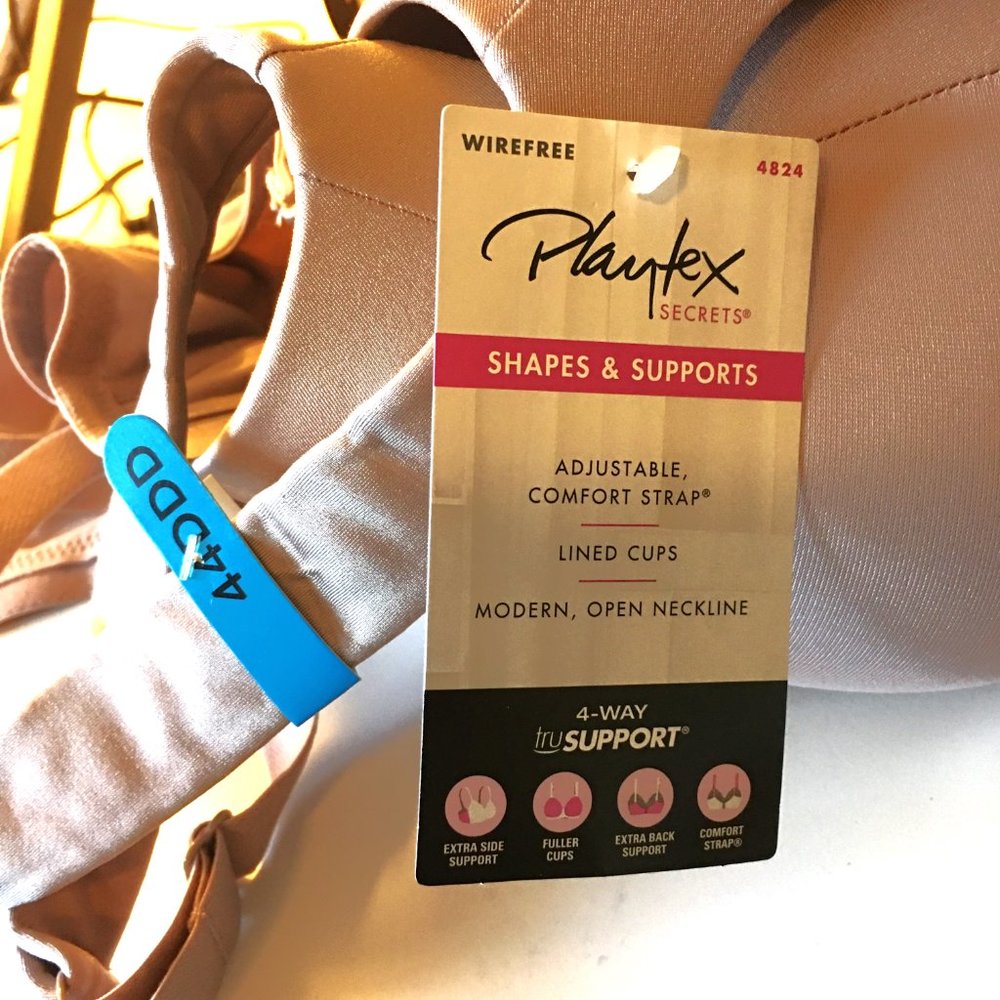 WIREFREE
4824
Playtex
SECRETS®
SHAPES & SUPPORTS
ADJUSTABLE,
COMFORT STRAP®
LINED CUPS
MODERN, OPEN NECKLINE
4-WAY
truSUPPORT®
EXTRA SIDE
SUPPORT
FULLER
CUPS
EXTRA BACK
SUPPORT
COMFORT
STRAP®
44DDD